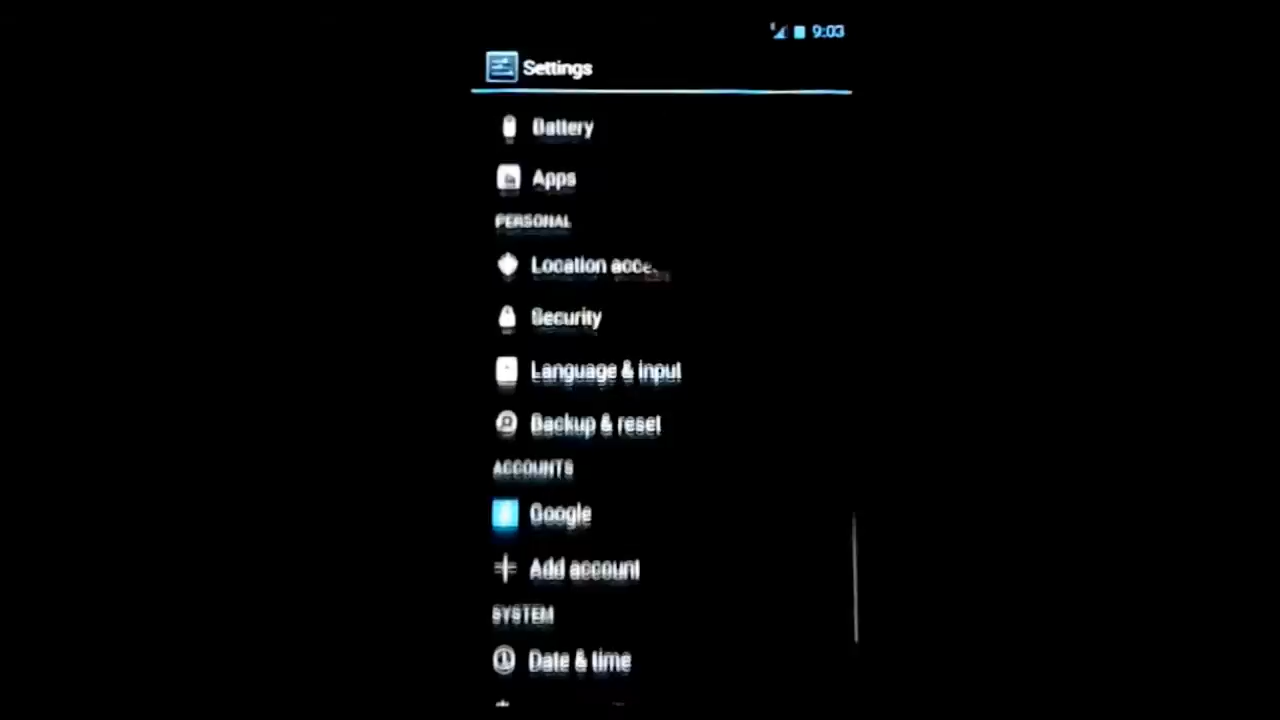 9:03
Settings
Battery
Apps
PERSONAL
Location
Security
Language & input
Backup & reset
ACCOUNTS
Google
Add account
SYSTEM
Date & time